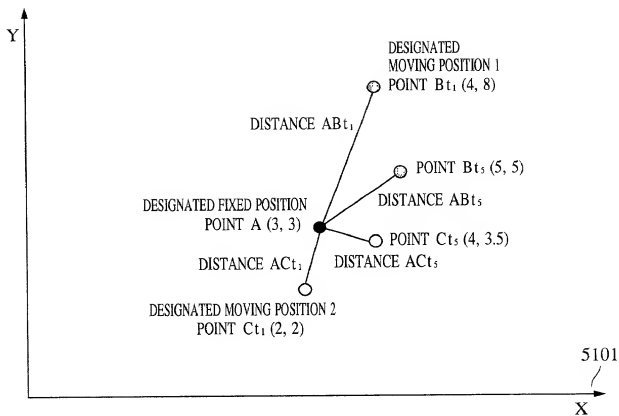 Y
DESIGNATED
MOVING POSITION 1
POINT Bt₁ (4, 8)
DISTANCE ABt₁
POINT Bt₅ (5, 5)
DISTANCE ABt₅
DESIGNATED FIXED POSITION
POINT A (3, 3)
POINT Ct₅ (4, 3.5)
DISTANCE ACt₁
DISTANCE ACt₅
DESIGNATED MOVING POSITION 2
POINT Ct₁ (2, 2)
5101
X